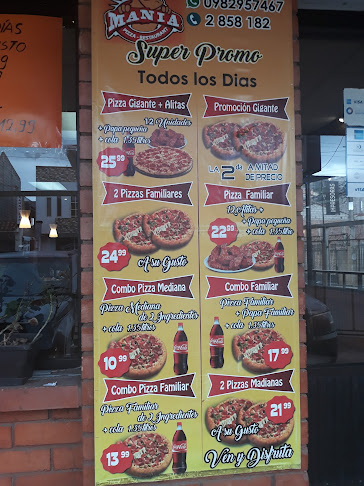 MANIA
PIZZA - RESTAURANT
0982957467
2 858 182
Super Promo
Todos los Dias
Pizza Gigante + Alitas
12 Unidades
+ Papa pequeña
+ cola 1.35 litros
25.99
Promoción Gigante
LA 2da A MITAD
DE PRECIO
2 Pizzas Familiares
24.99
A su Gusto
Pizza Familiar
12 Alitas +
+ Papa pequeña
+ cola 1.35 litros
22.99
Combo Pizza Mediana
Pizza Mediana
de 2 Ingredientes
+ cola 1.35 litros
10.99
Combo Familiar
Pizza Familiar
+ Papa Familiar
+ cola 1.35 litros
17.99
Combo Pizza Familiar
Pizza Familiar
de 2 Ingredientes
+ cola 1.35 litros
13.99
2 Pizzas Madianas
21.99
A su Gusto
Ven y Disfruta